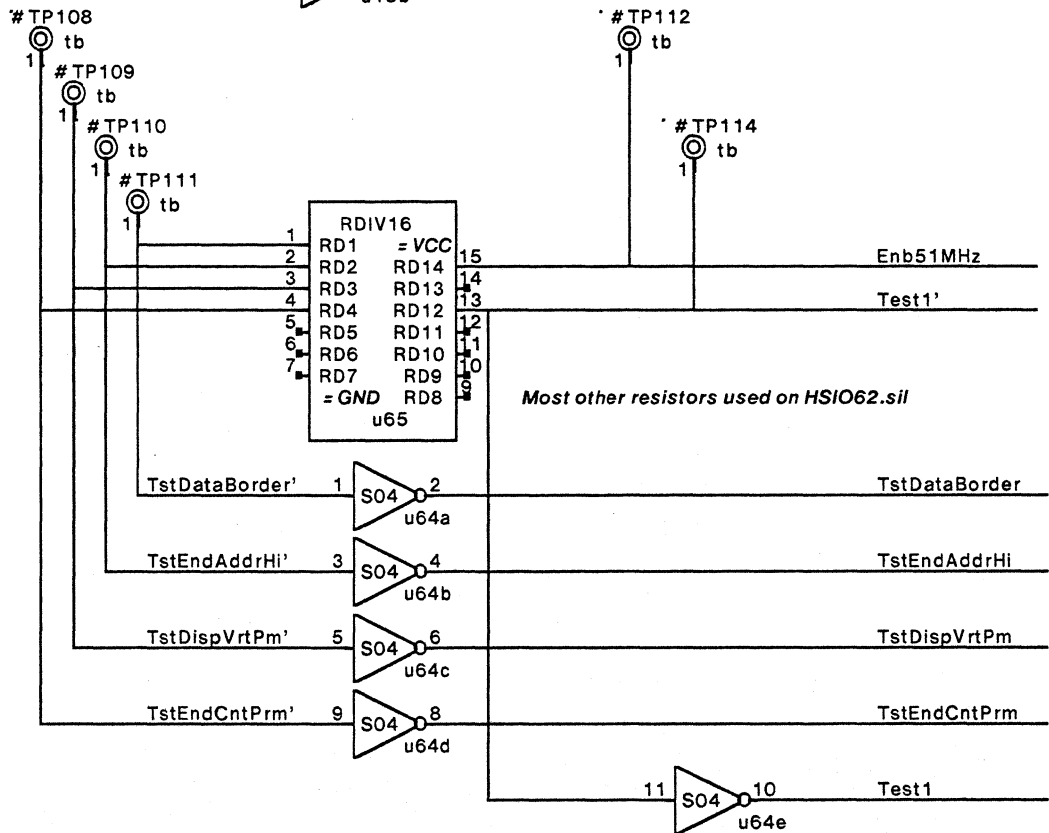 #TP108
tb
1
#TP109
tb
1
#TP110
tb
1
#TP111
tb
1
#TP112
tb
1
#TP114
tb
1
RDIV16
1 RD1 =VCC
2 RD2 RD14 15 Enb51MHz
3 RD3 RD13 14
4 RD4 RD12 13 Test1'
5 RD5 RD11 12
6 RD6 RD10 11
7 RD7 RD9 10
=GND RD8 9
u65
Most other resistors used on HSIO62.sil
TstDataBorder' 1 S04 2 TstDataBorder
u64a
TstEndAddrHi' 3 S04 4 TstEndAddrHi
u64b
TstDispVrtPm' 5 S04 6 TstDispVrtPm
u64c
TstEndCntPrm' 9 S04 8 TstEndCntPrm
u64d
11 S04 10 Test1
u64e